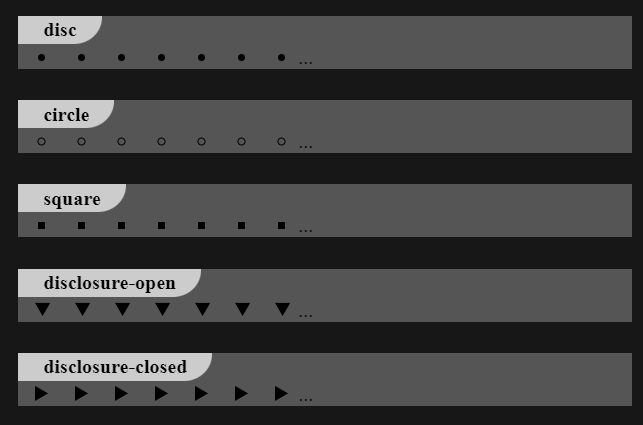 disc
• • • • • • • ...
circle
◦ ◦ ◦ ◦ ◦ ◦ ◦ ...
square
▪ ▪ ▪ ▪ ▪ ▪ ▪ ...
disclosure-open
▼ ▼ ▼ ▼ ▼ ▼ ▼ ...
disclosure-closed
▶ ▶ ▶ ▶ ▶ ▶ ▶ ...